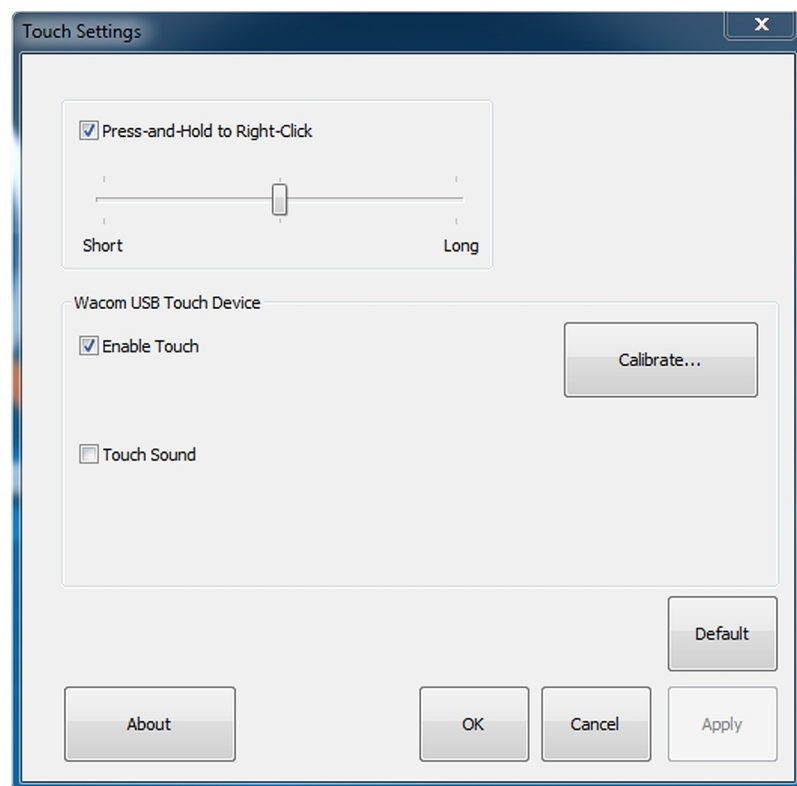 Touch Settings
X
Press-and-Hold to Right-Click
Short Long
Wacom USB Touch Device
Enable Touch
Calibrate...
Touch Sound
Default
About OK Cancel Apply